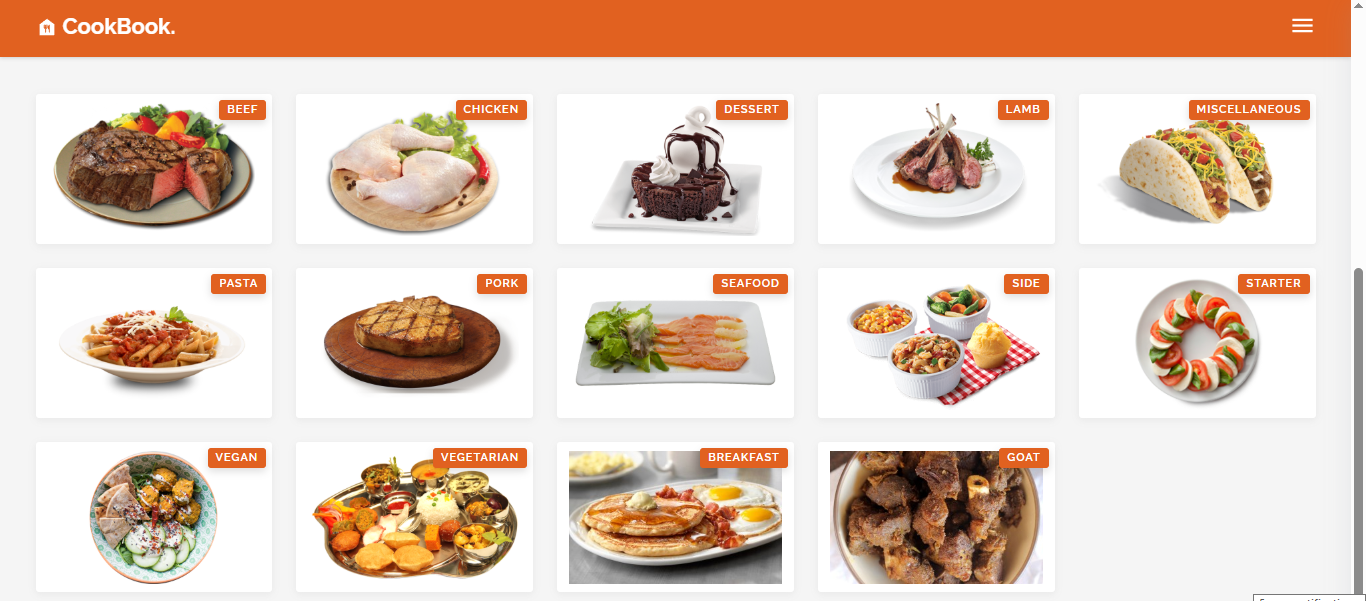 CookBook.
BEEF
CHICKEN
DESSERT
LAMB
MISCELLANEOUS
PASTA
PORK
SEAFOOD
SIDE
STARTER
VEGAN
VEGETARIAN
BREAKFAST
GOAT